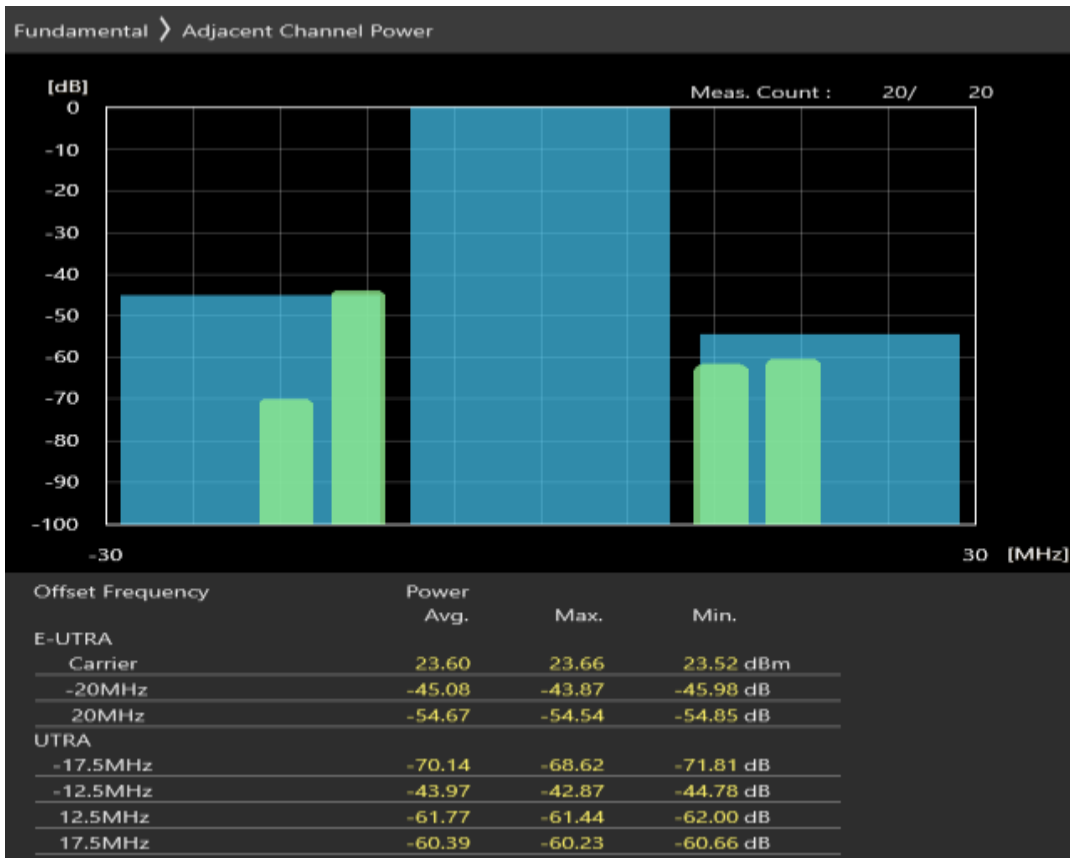 Fundamental 〉 Adjacent Channel Power
[dB]
Meas. Count : 20/ 20
0
-10
-20
-30
-40
-50
-60
-70
-80
-90
-100
-30 30 [MHz]
Offset Frequency Power
Avg. Max. Min.
E-UTRA
Carrier 23.60 23.66 23.52 dBm
-20MHz -45.08 -43.87 -45.98 dB
20MHz -54.67 -54.54 -54.85 dB
UTRA
-17.5MHz -70.14 -68.62 -71.81 dB
-12.5MHz -43.97 -42.87 -44.78 dB
12.5MHz -61.77 -61.44 -62.00 dB
17.5MHz -60.39 -60.23 -60.66 dB